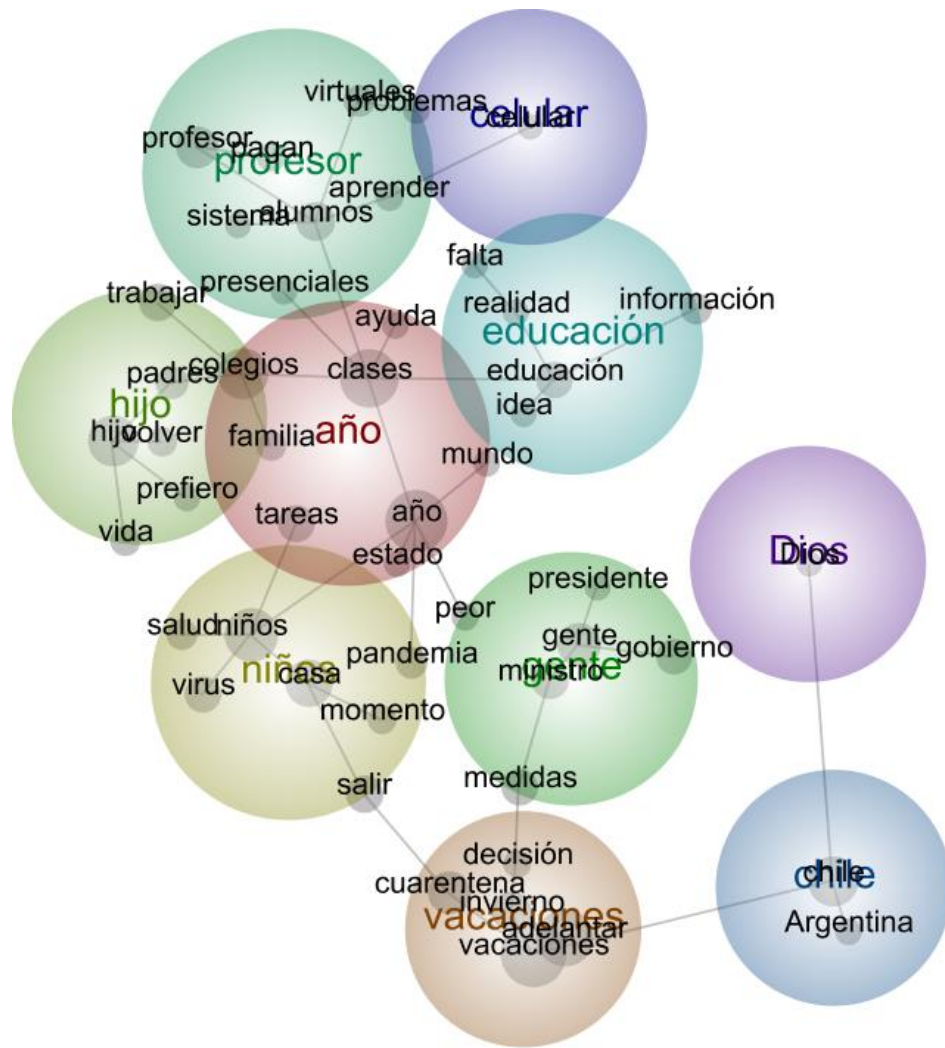 virtuales
problemas
celular
celular
profesor
pagan
profesor
aprender
sistema
alumnos
falta
presenciales
trabajar
realidad
información
ayuda
educación
colegios
clases
padres
educación
hijo
idea
hijo
volver
familia
año
mundo
prefiero
tareas
año
vida
estado
Dios
Dios
presidente
peor
salud
niños
gente
gobierno
pandemia
niños
casa
ministro
gente
virus
momento
salir
medidas
decisión
cuarentena
chile
chile
invierno
vacaciones
adelantar
Argentina
vacaciones